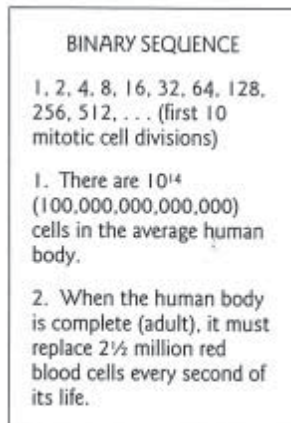 BINARY SEQUENCE
1, 2, 4, 8, 16, 32, 64, 128,
256, 512, . . . (first 10
mitotic cell divisions)
1. There are 10¹⁴
(100,000,000,000,000)
cells in the average human
body.
2. When the human body
is complete (adult), it must
replace 2½ million red
blood cells every second of
its life.